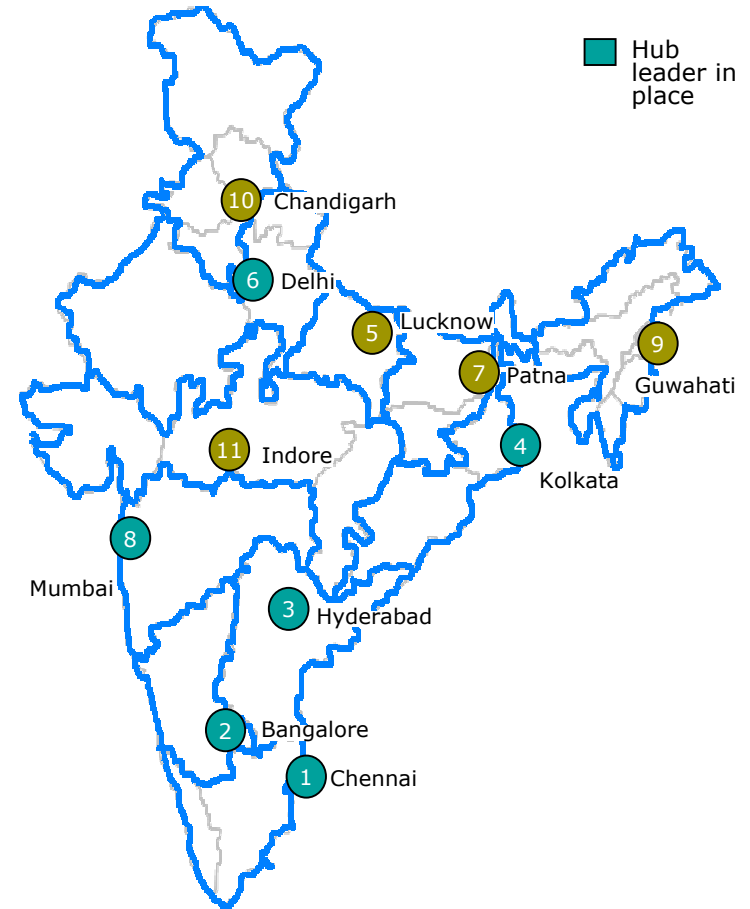 Hub
leader in
place
10 Chandigarh
6 Delhi
5 Lucknow
9
7 Patna
Guwahati
11 Indore
4
Kolkata
8
Mumbai
3 Hyderabad
2 Bangalore
1 Chennai